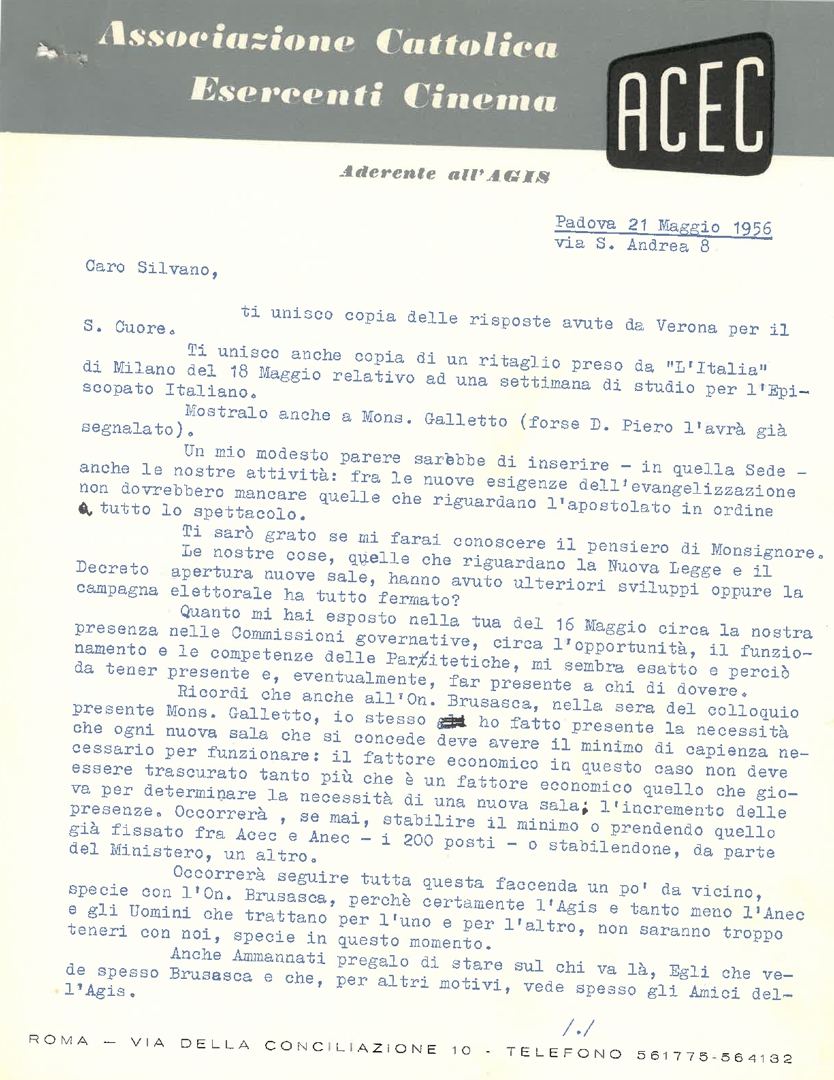 Associazione Cattolica
Esercenti Cinema
ACEC
Aderente all'AGIS
Padova 21 Maggio 1956
via S. Andrea 8
Caro Silvano,
ti unisco copia delle risposte avute da Verona per il
S. Cuore.
Ti unisco anche copia di un ritaglio preso da "L'Italia"
di Milano del 18 Maggio relativo ad una settimana di studio per l'Epi-
scopato Italiano.
Mostralo anche a Mons. Galletto (forse D. Piero l'avrà già
segnalato).
Un mio modesto parere sarebbe di inserire - in quella Sede -
anche le nostre attività: fra le nuove esigenze dell'evangelizzazione
non dovrebbero mancare quelle che riguardano l'apostolato in ordine
a tutto lo spettacolo.
Ti sarò grato se mi farai conoscere il pensiero di Monsignore.
Le nostre cose, quelle che riguardano la Nuova Legge e il
Decreto apertura nuove sale, hanno avuto ulteriori sviluppi oppure la
campagna elettorale ha tutto fermato?
Quanto mi hai esposto nella tua del 16 Maggio circa la nostra
presenza nelle Commissioni governative, circa l'opportunità, il funzio-
namento e le competenze delle Paritetiche, mi sembra esatto e perciò
da tener presente e, eventualmente, far presente a chi di dovere.
Ricordi che anche all'On. Brusasca, nella sera del colloquio
presente Mons. Galletto, io stesso ho fatto presente la necessità
che ogni nuova sala che si concede deve avere il minimo di capienza ne-
cessario per funzionare: il fattore economico in questo caso non deve
essere trascurato tanto più che è un fattore economico quello che gio-
va per determinare la necessità di una nuova sala; l'incremento delle
presenze. Occorrerà , se mai, stabilire il minimo o prendendo quello
già fissato fra Acec e Anec - i 200 posti - o stabilendone, da parte
del Ministero, un altro.
Occorrerà seguire tutta questa faccenda un po' da vicino,
specie con l'On. Brusasca, perchè certamente l'Agis e tanto meno l'Anec
e gli Uomini che trattano per l'uno e per l'altro, non saranno troppo
teneri con noi, specie in questo momento.
Anche Ammannati pregalo di stare sul chi va là, Egli che ve-
de spesso Brusasca e che, per altri motivi, vede spesso gli Amici del-
l'Agis.
/./
ROMA - VIA DELLA CONCILIAZIONE 10 - TELEFONO 561775-564132